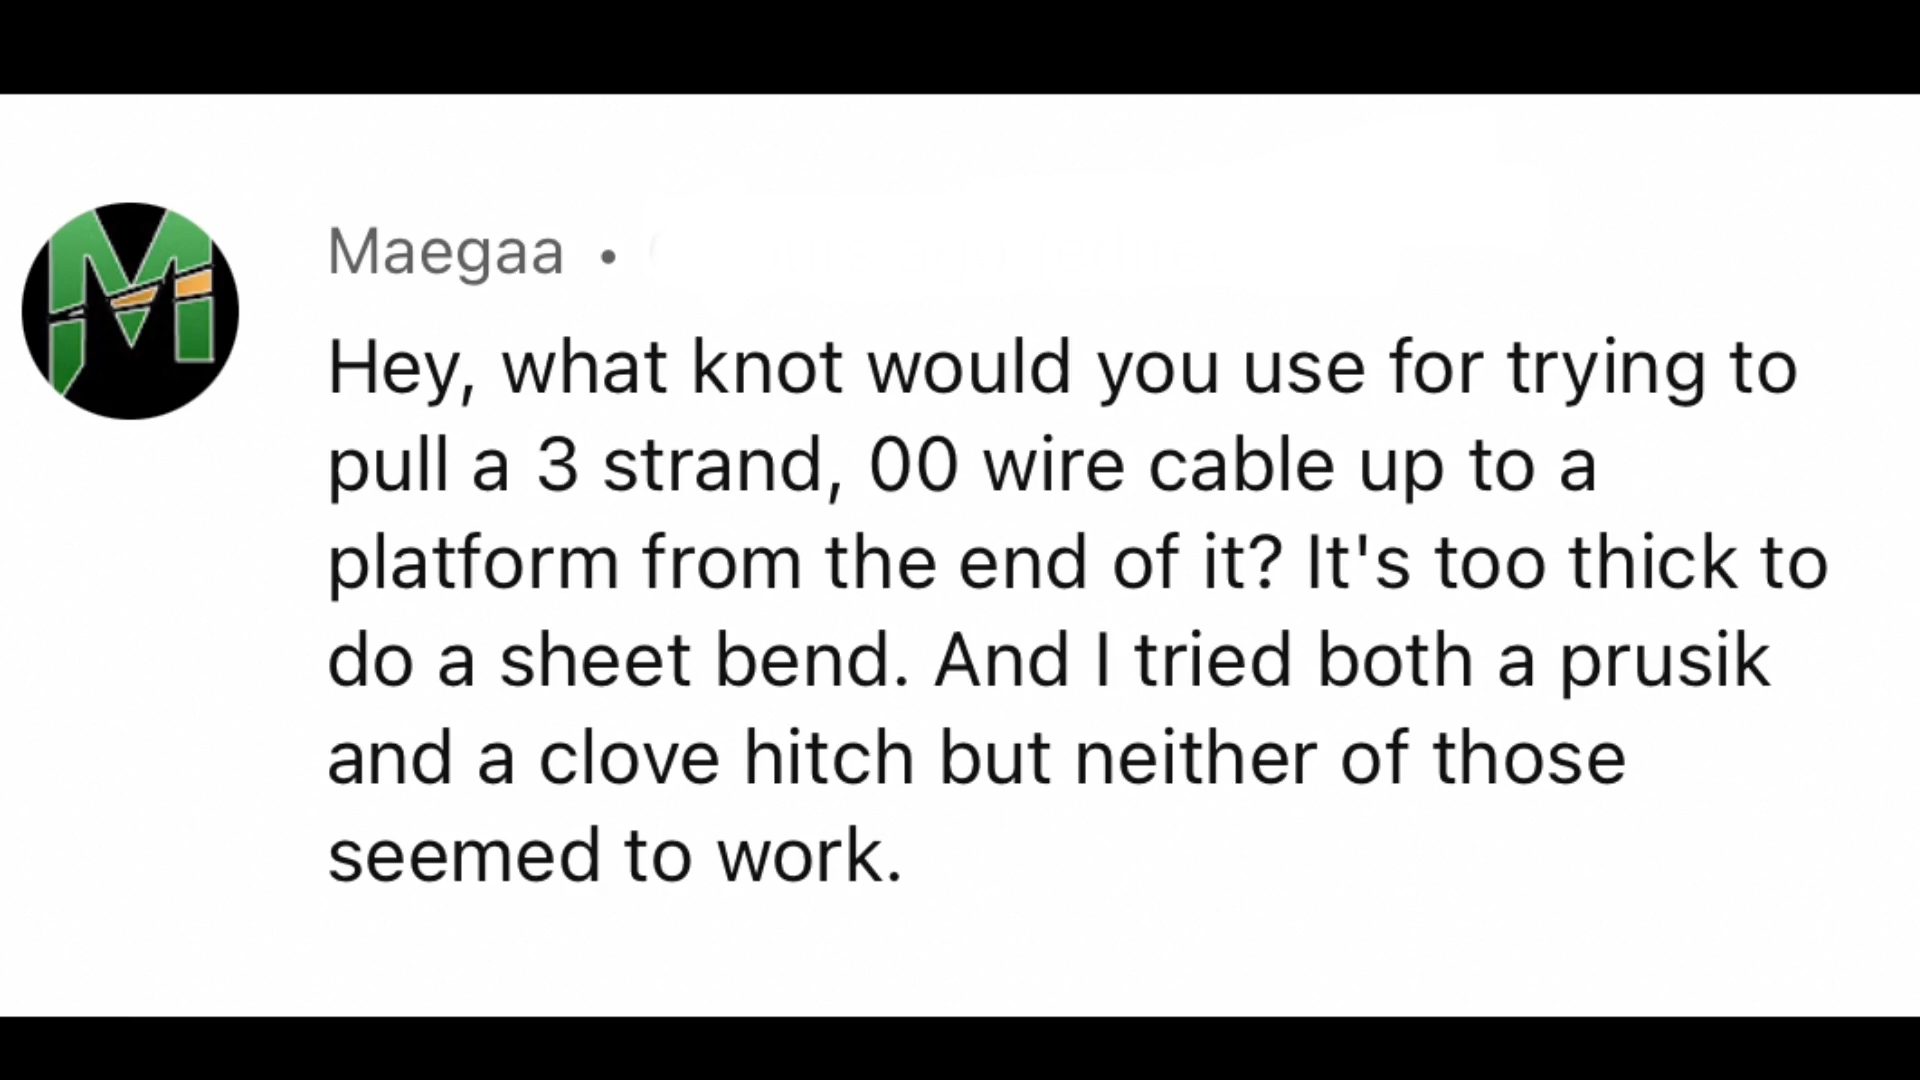 Maegaa •
Hey, what knot would you use for trying to
pull a 3 strand, 00 wire cable up to a
platform from the end of it? It's too thick to
do a sheet bend. And I tried both a prusik
and a clove hitch but neither of those
seemed to work.